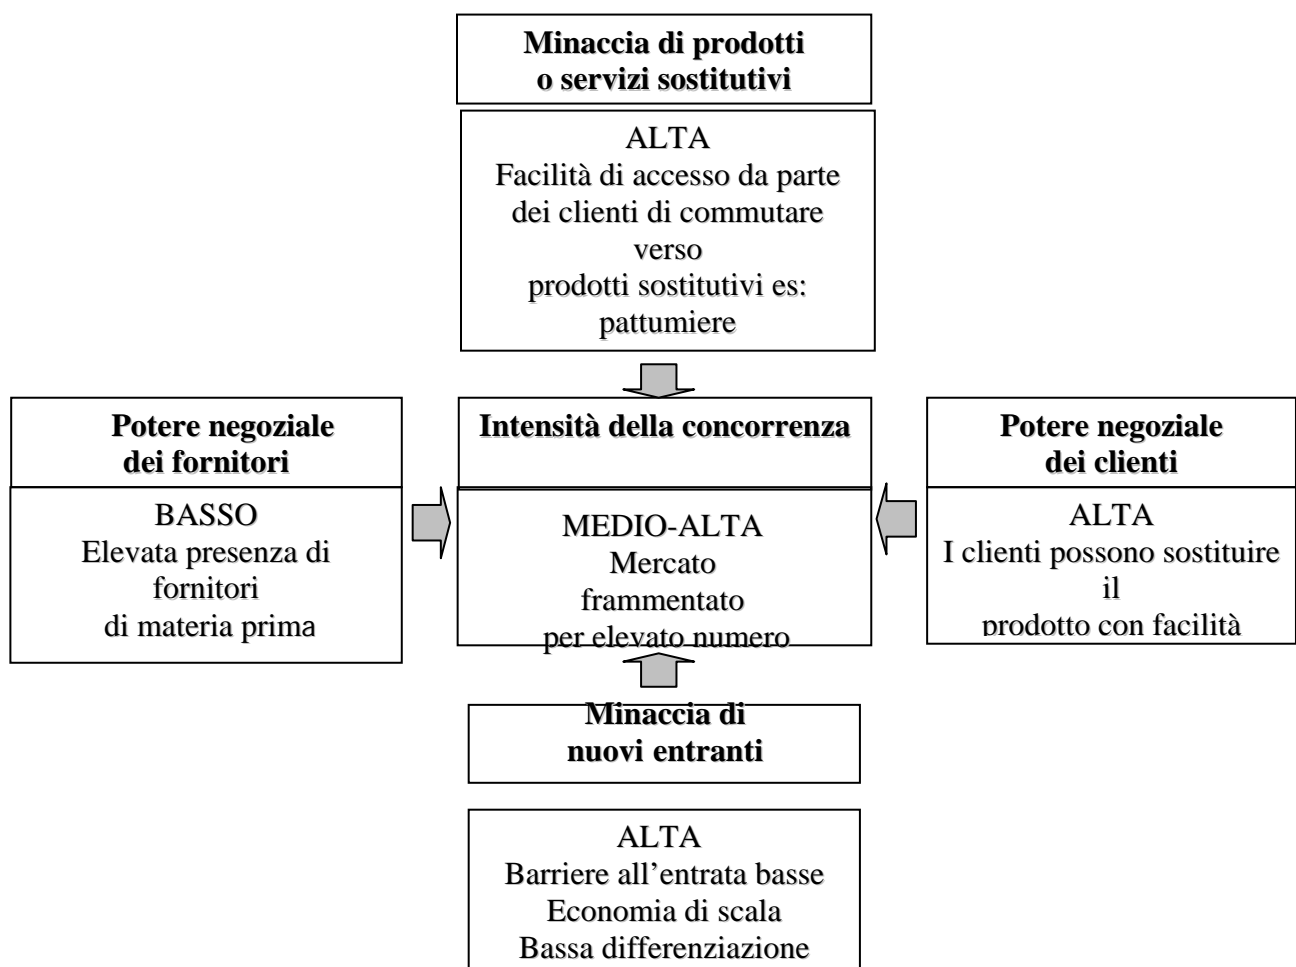 Minaccia di prodotti
o servizi sostitutivi
ALTA
Facilità di accesso da parte
dei clienti di commutare
verso
prodotti sostitutivi es:
pattumiere
Potere negoziale
dei fornitori
BASSO
Elevata presenza di
fornitori
di materia prima
Intensità della concorrenza
MEDIO-ALTA
Mercato
frammentato
per elevato numero
Potere negoziale
dei clienti
ALTA
I clienti possono sostituire
il
prodotto con facilità
Minaccia di
nuovi entranti
ALTA
Barriere all’entrata basse
Economia di scala
Bassa differenziazione